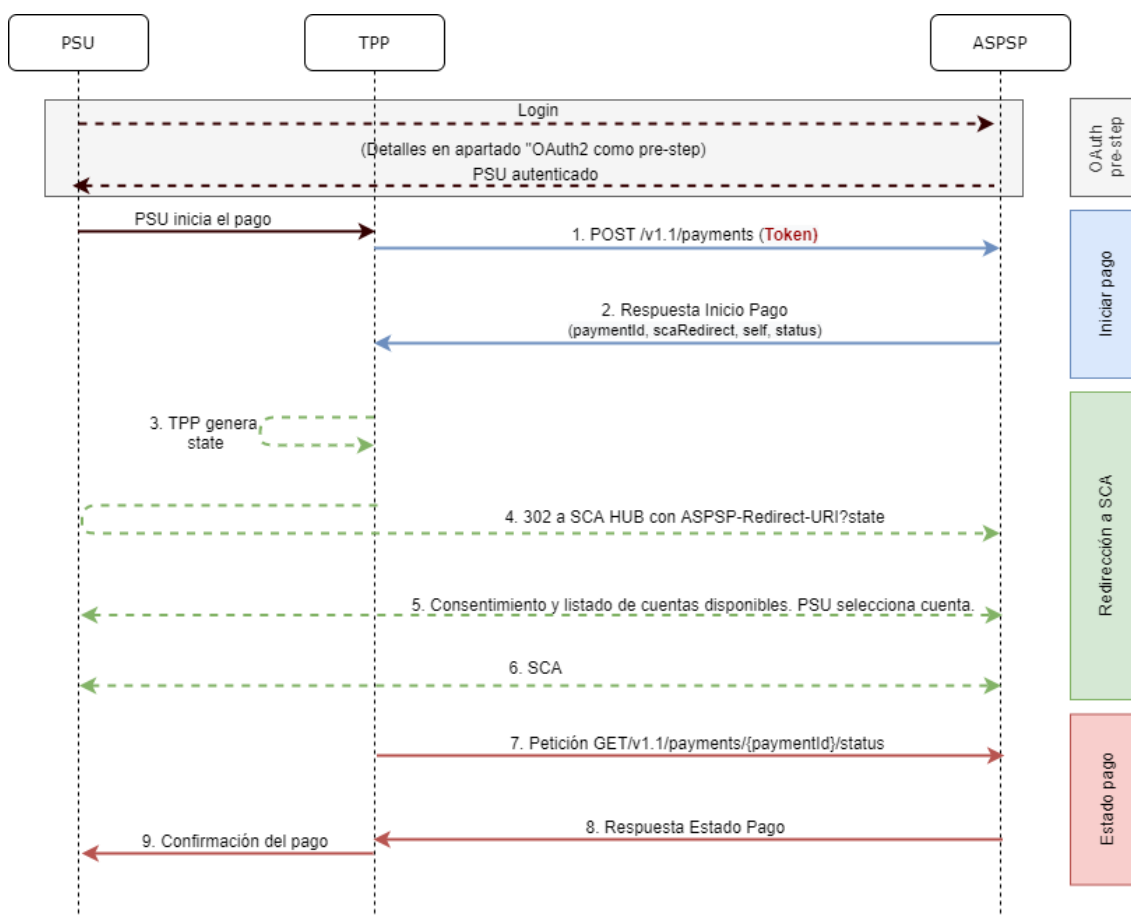 PSU
TPP
ASPSP
Login
(Detalles en apartado "OAuth2 como pre-step)
PSU autenticado
OAuth
pre-step
PSU inicia el pago
1. POST /v1.1/payments (Token)
2. Respuesta Inicio Pago
(paymentId, scaRedirect, self, status)
Iniciar pago
3. TPP genera
state
4. 302 a SCA HUB con ASPSP-Redirect-URI?state
5. Consentimiento y listado de cuentas disponibles. PSU selecciona cuenta.
6. SCA
Redirección a SCA
7. Petición GET/v1.1/payments/{paymentId}/status
8. Respuesta Estado Pago
9. Confirmación del pago
Estado pago